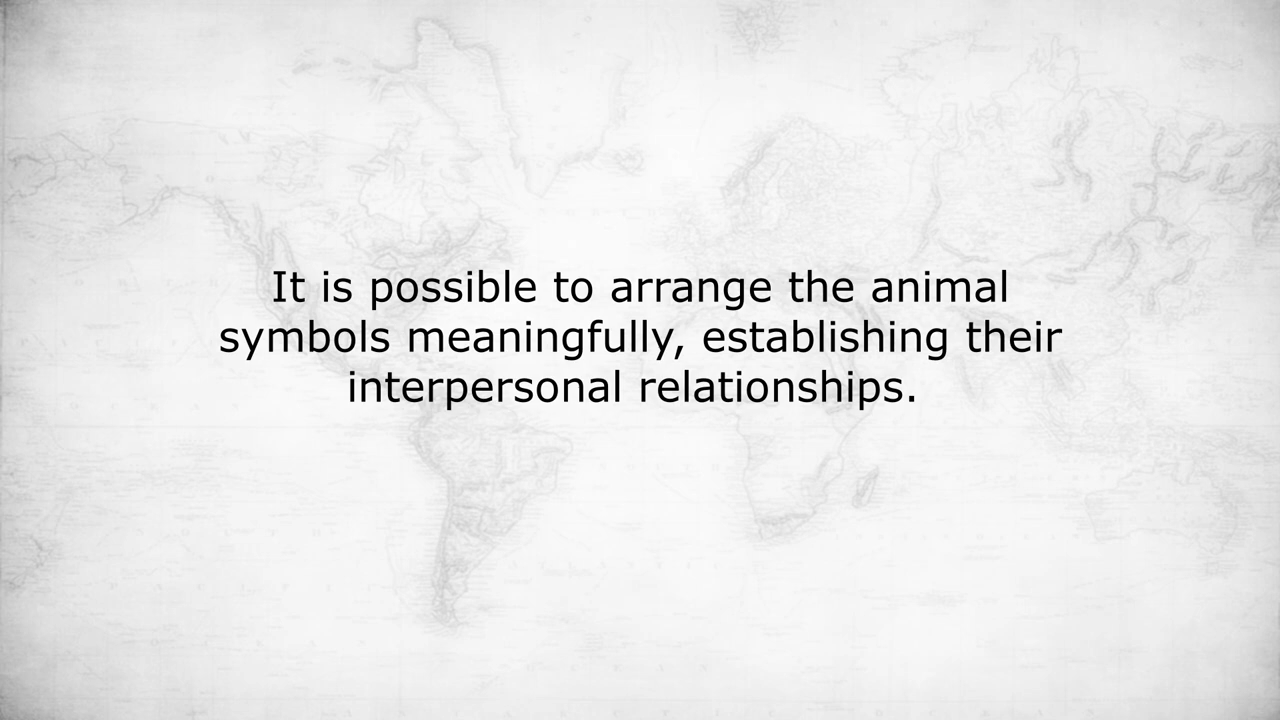 It is possible to arrange the animal
symbols meaningfully, establishing their
interpersonal relationships.